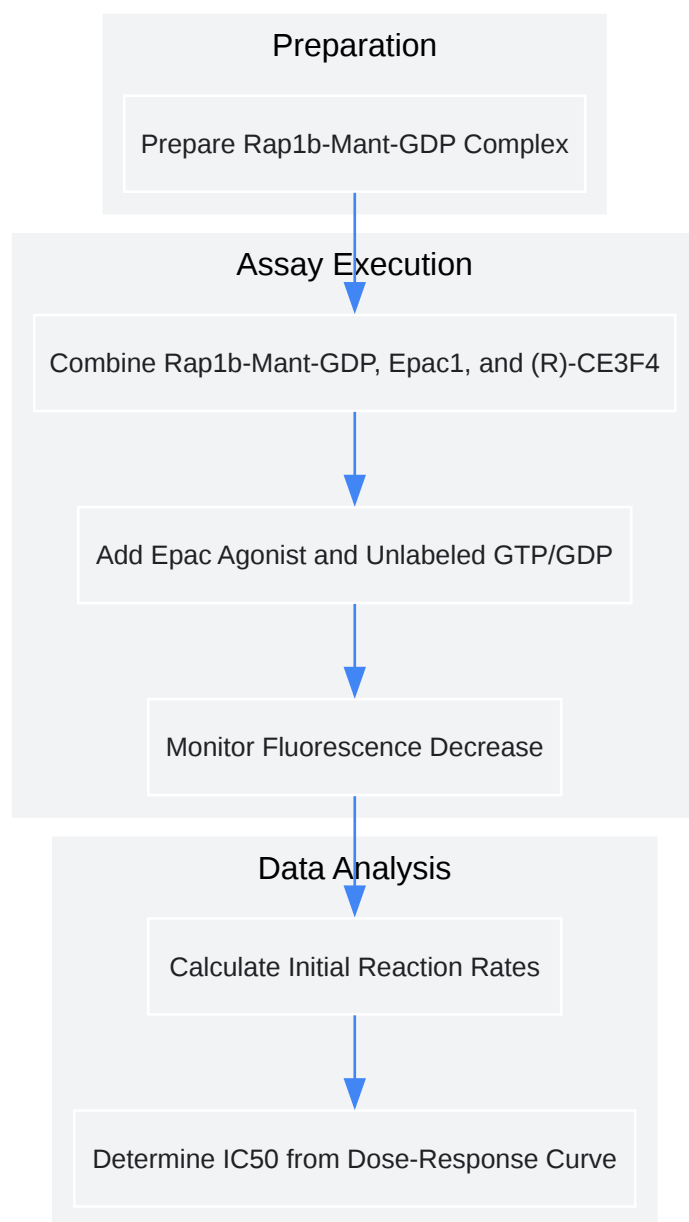 Preparation
Prepare Rap1b-Mant-GDP Complex
Assay Execution
Combine Rap1b-Mant-GDP, Epac1, and (R)-CE3F4
Add Epac Agonist and Unlabeled GTP/GDP
Monitor Fluorescence Decrease
Data Analysis
Calculate Initial Reaction Rates
Determine IC50 from Dose-Response Curve